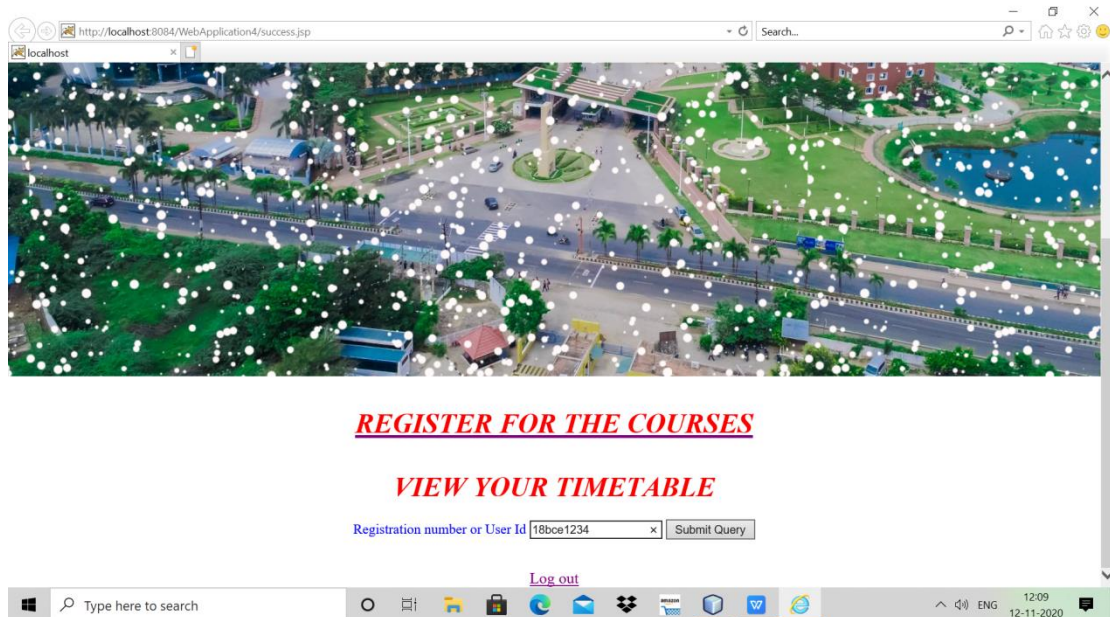 http://localhost:8084/WebApplication4/success.jsp
Search...
localhost
REGISTER FOR THE COURSES
VIEW YOUR TIMETABLE
Registration number or User Id 18bce1234 × Submit Query
Log out
Type here to search
amazon
W
ENG
12:09
12-11-2020